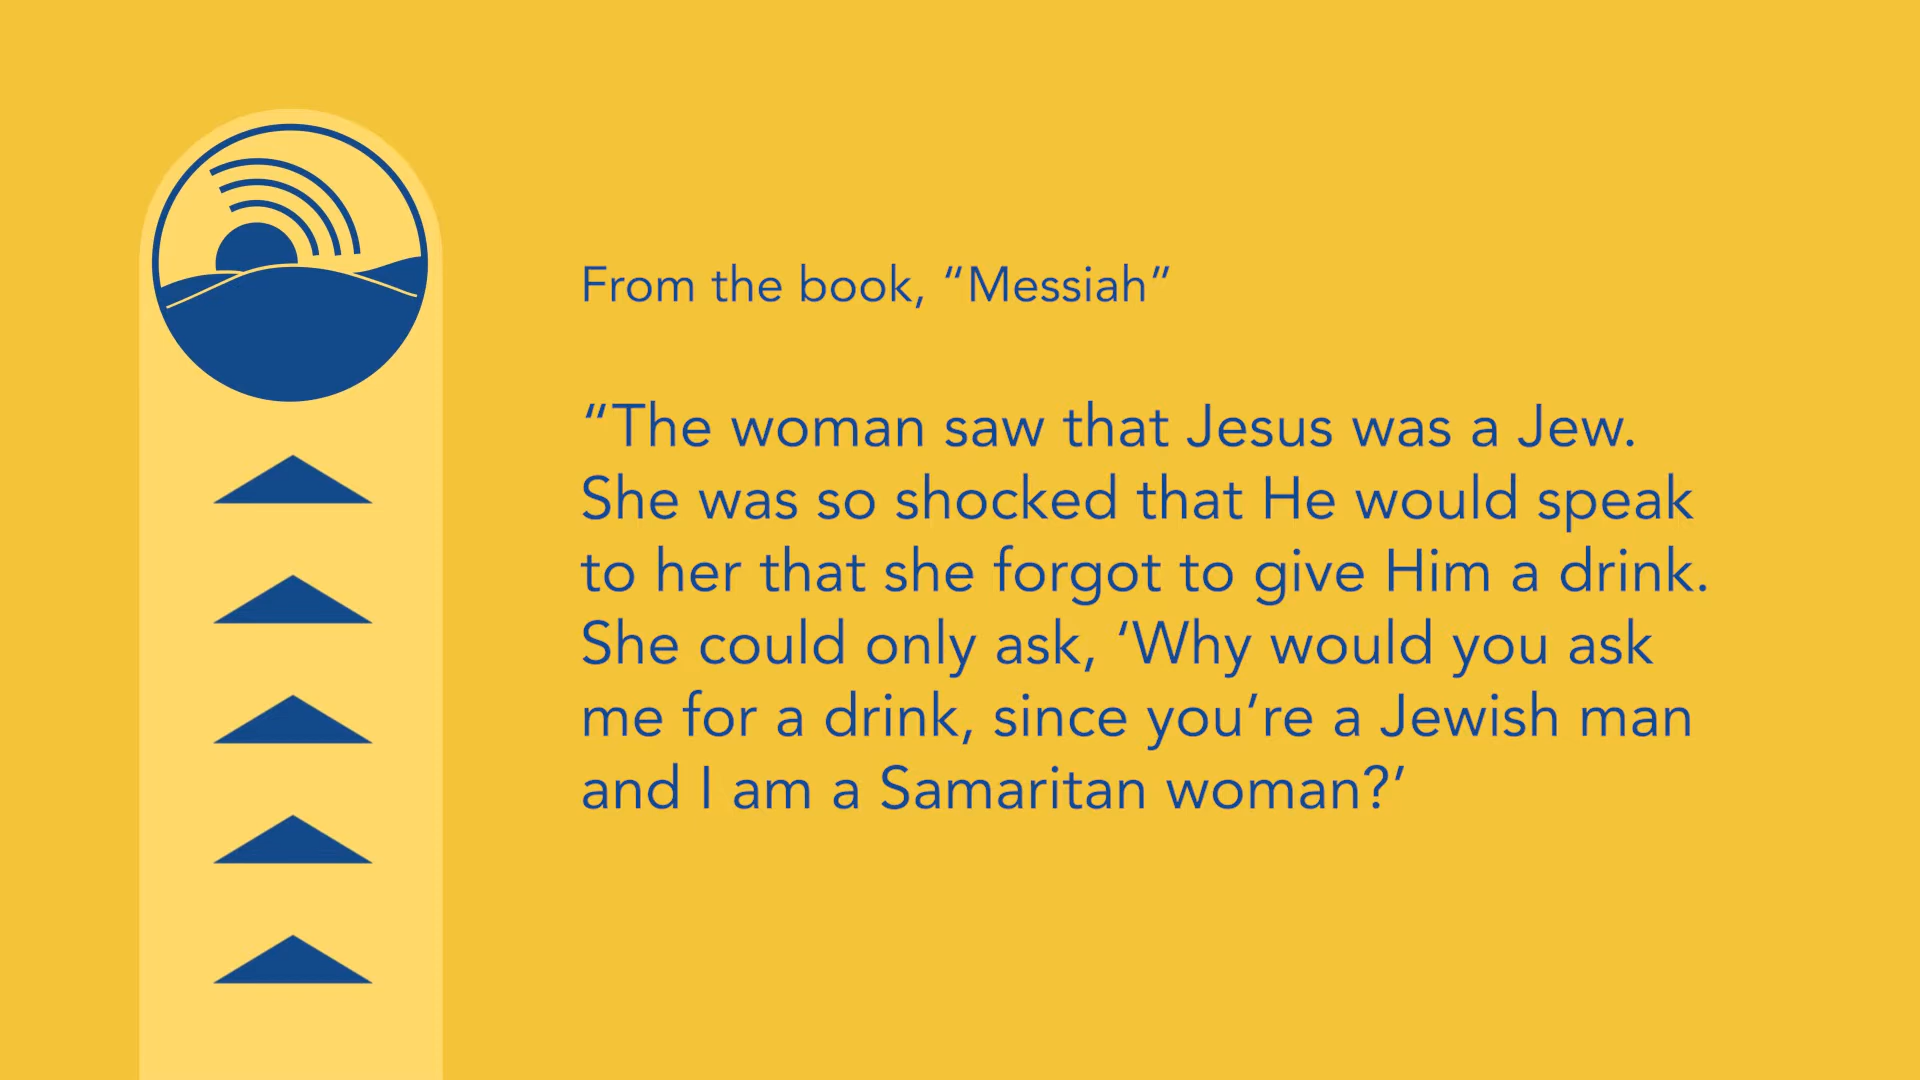 From the book, “Messiah”
“The woman saw that Jesus was a Jew.
She was so shocked that He would speak
to her that she forgot to give Him a drink.
She could only ask, ‘Why would you ask
me for a drink, since you’re a Jewish man
and I am a Samaritan woman?’